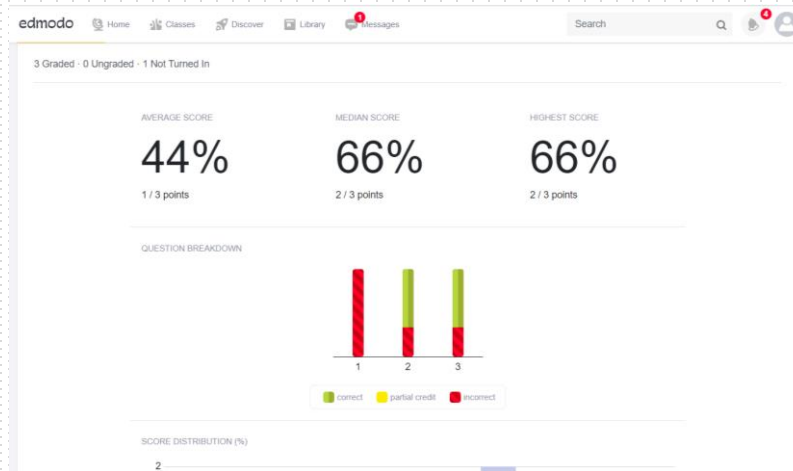 edmodo Home Classes Discover Library 1 Messages Search 4
3 Graded · 0 Ungraded · 1 Not Turned In
AVERAGE SCORE MEDIAN SCORE HIGHEST SCORE
44% 66% 66%
1 / 3 points 2 / 3 points 2 / 3 points
QUESTION BREAKDOWN
1 2 3
correct partial credit incorrect
SCORE DISTRIBUTION (%)
2